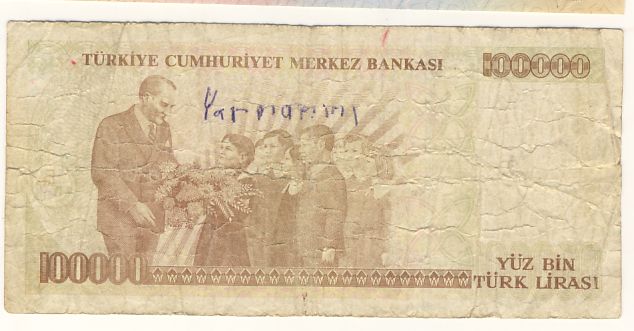 TÜRKİYE CUMHURİYET MERKEZ BANKASI
100000
100000
YÜZ BİN
TÜRK LİRASI